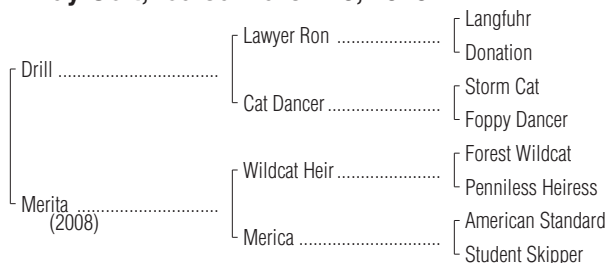 Langfuhr
Lawyer Ron ......................
Donation
Drill ..................................
Storm Cat
Cat Dancer ........................
Foppy Dancer
Forest Wildcat
Wildcat Heir ......................
Penniless Heiress
Merita ..............................
(2008)
American Standard
Merica ..............................
Student Skipper